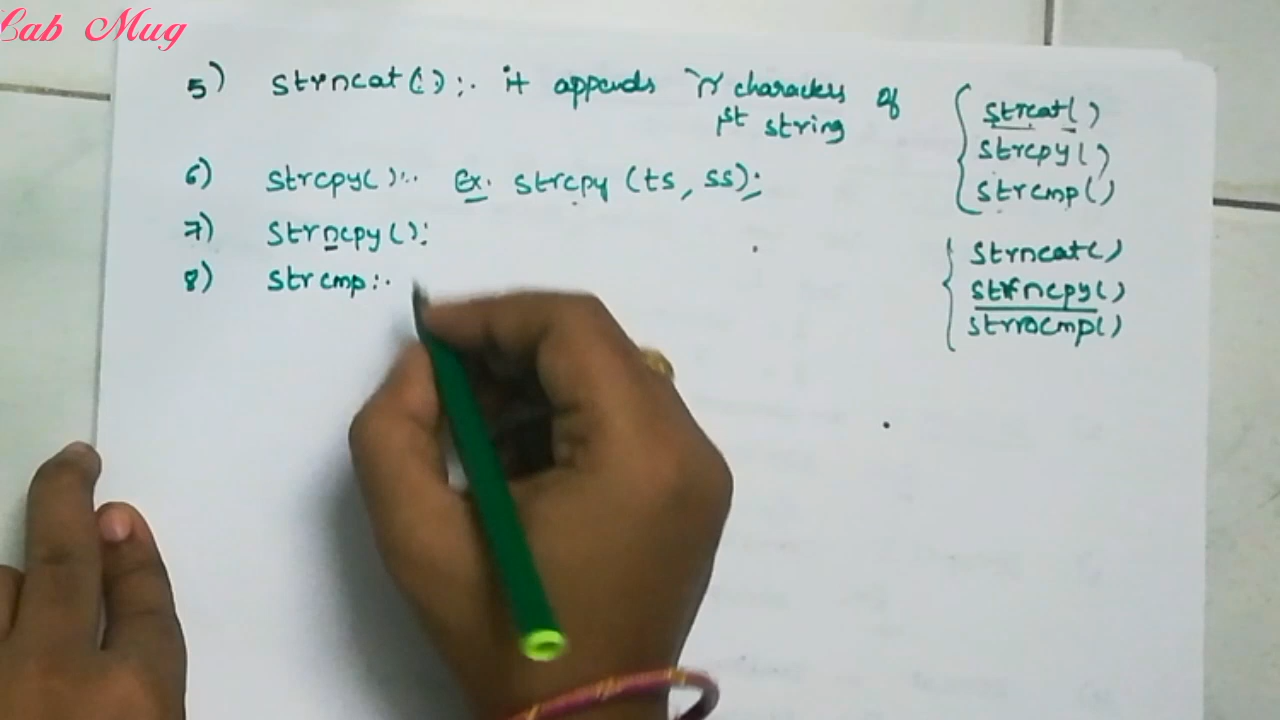 Cab Mug
5) strncat():. it appends 'n' characters of
1st string
6) strcpy():. Ex. strcpy (ts, ss);
7) strncpy():
8) strcmp:.
strcat()
strcpy()
strcmp()
strncat()
strncpy()
strncmp()